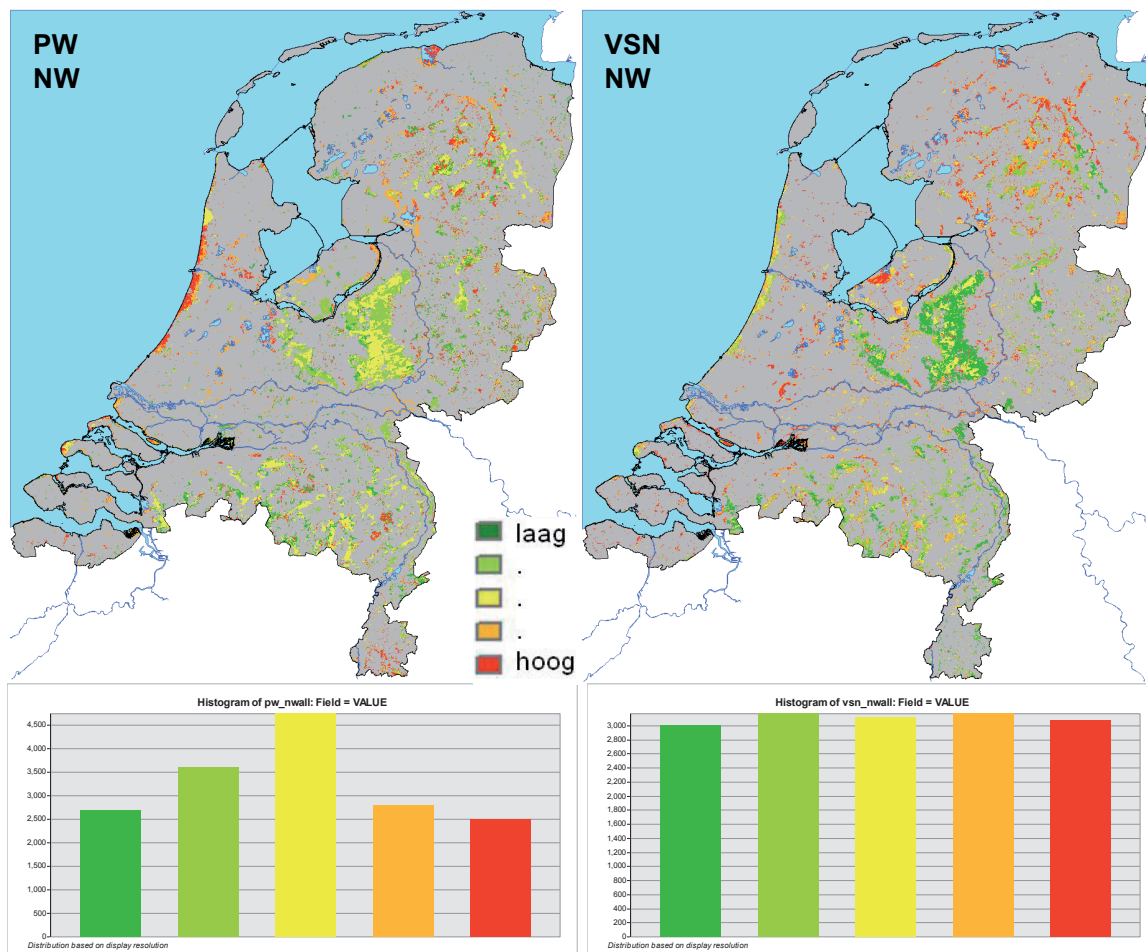 PW
NW
VSN
NW
laag
.
.
.
hoog
Histogram of pw_nwall: Field = VALUE
4,500
4,000
3,500
3,000
2,500
2,000
1,500
1,000
500
0
Distribution based on display resolution
Histogram of vsn_nwall: Field = VALUE
3,000
2,800
2,600
2,400
2,200
2,000
1,800
1,600
1,400
1,200
1,000
800
600
400
200
0
Distribution based on display resolution